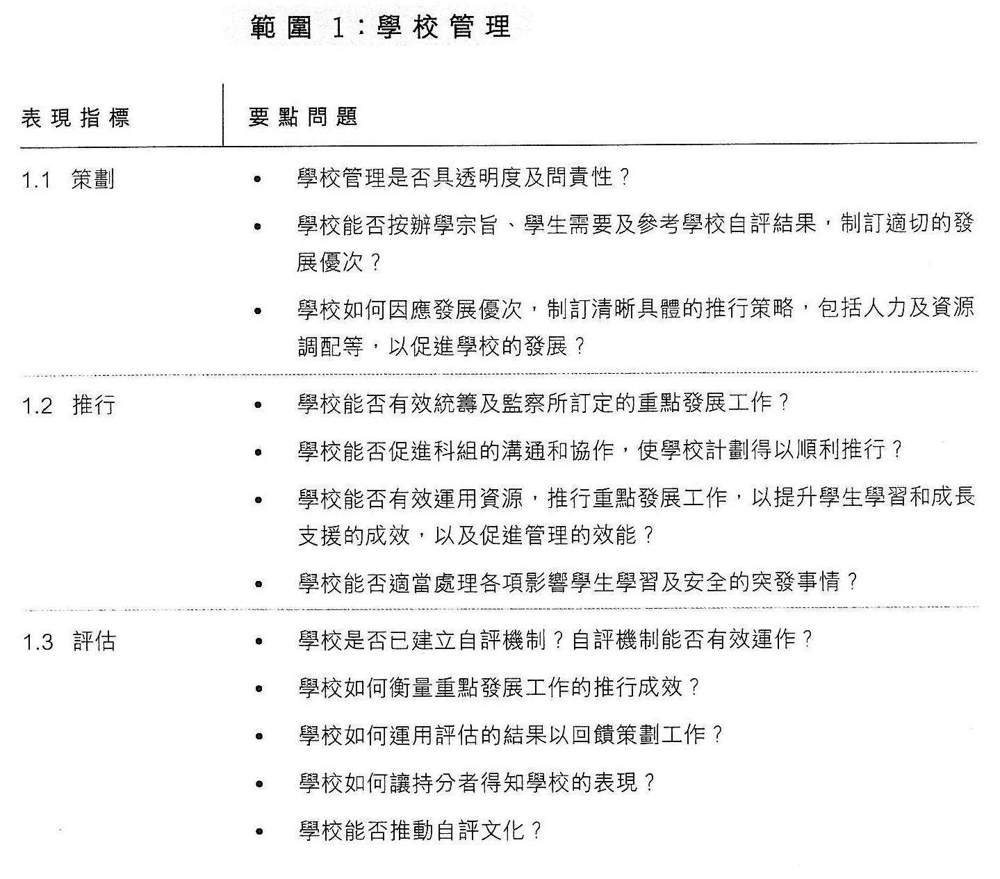 範圍 1：學校管理
表現指標 要點問題
1.1 策劃 • 學校管理是否具透明度及問責性？
• 學校能否按辦學宗旨、學生需要及參考學校自評結果，制訂適切的發
展優次？
• 學校如何因應發展優次，制訂清晰具體的推行策略，包括人力及資源
調配等，以促進學校的發展？
1.2 推行 • 學校能否有效統籌及監察所訂定的重點發展工作？
• 學校能否促進科組的溝通和協作，使學校計劃得以順利推行？
• 學校能否有效運用資源，推行重點發展工作，以提升學生學習和成長
支援的成效，以及促進管理的效能？
• 學校能否適當處理各項影響學生學習及安全的突發事情？
1.3 評估 • 學校是否已建立自評機制？自評機制能否有效運作？
• 學校如何衡量重點發展工作的推行成效？
• 學校如何運用評估的結果以回饋策劃工作？
• 學校如何讓持分者得知學校的表現？
• 學校能否推動自評文化？